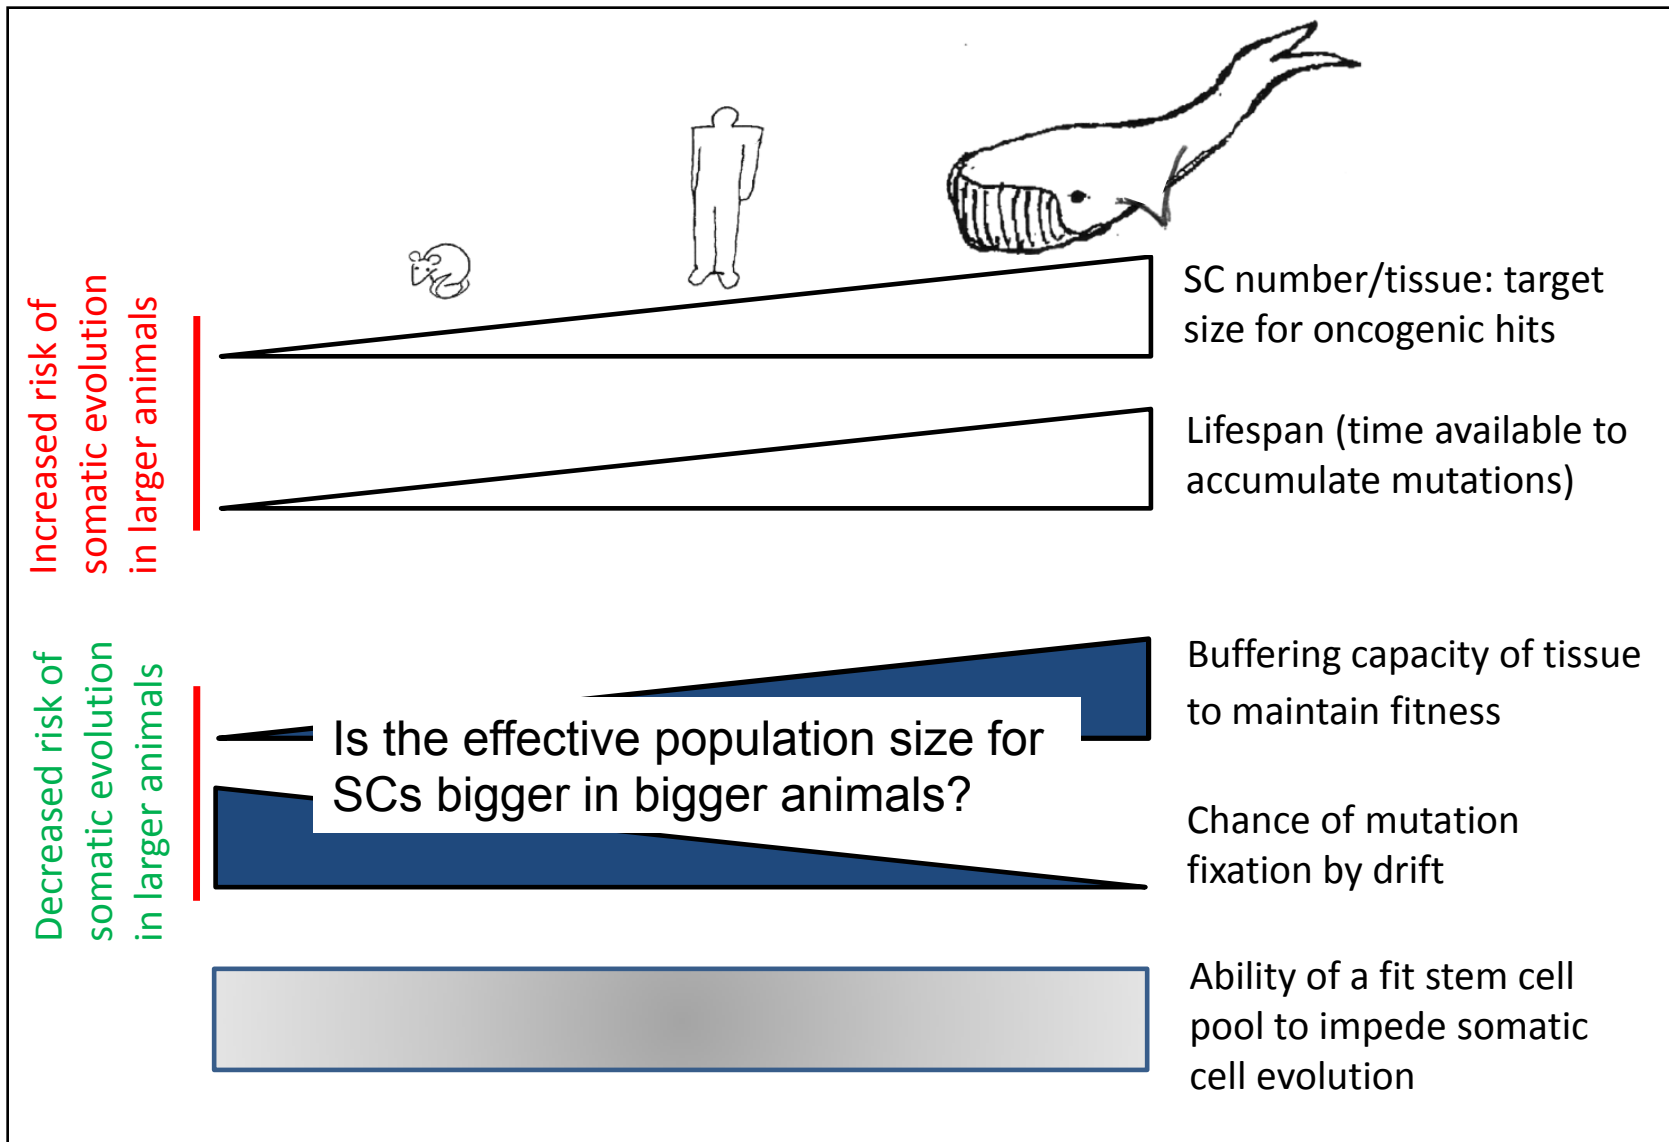 Increased risk of
somatic evolution
in larger animals
SC number/tissue: target
size for oncogenic hits
Lifespan (time available to
accumulate mutations)
Decreased risk of
somatic evolution
in larger animals
Buffering capacity of tissue
to maintain fitness
Is the effective population size for
SCs bigger in bigger animals?
Chance of mutation
fixation by drift
Ability of a fit stem cell
pool to impede somatic
cell evolution